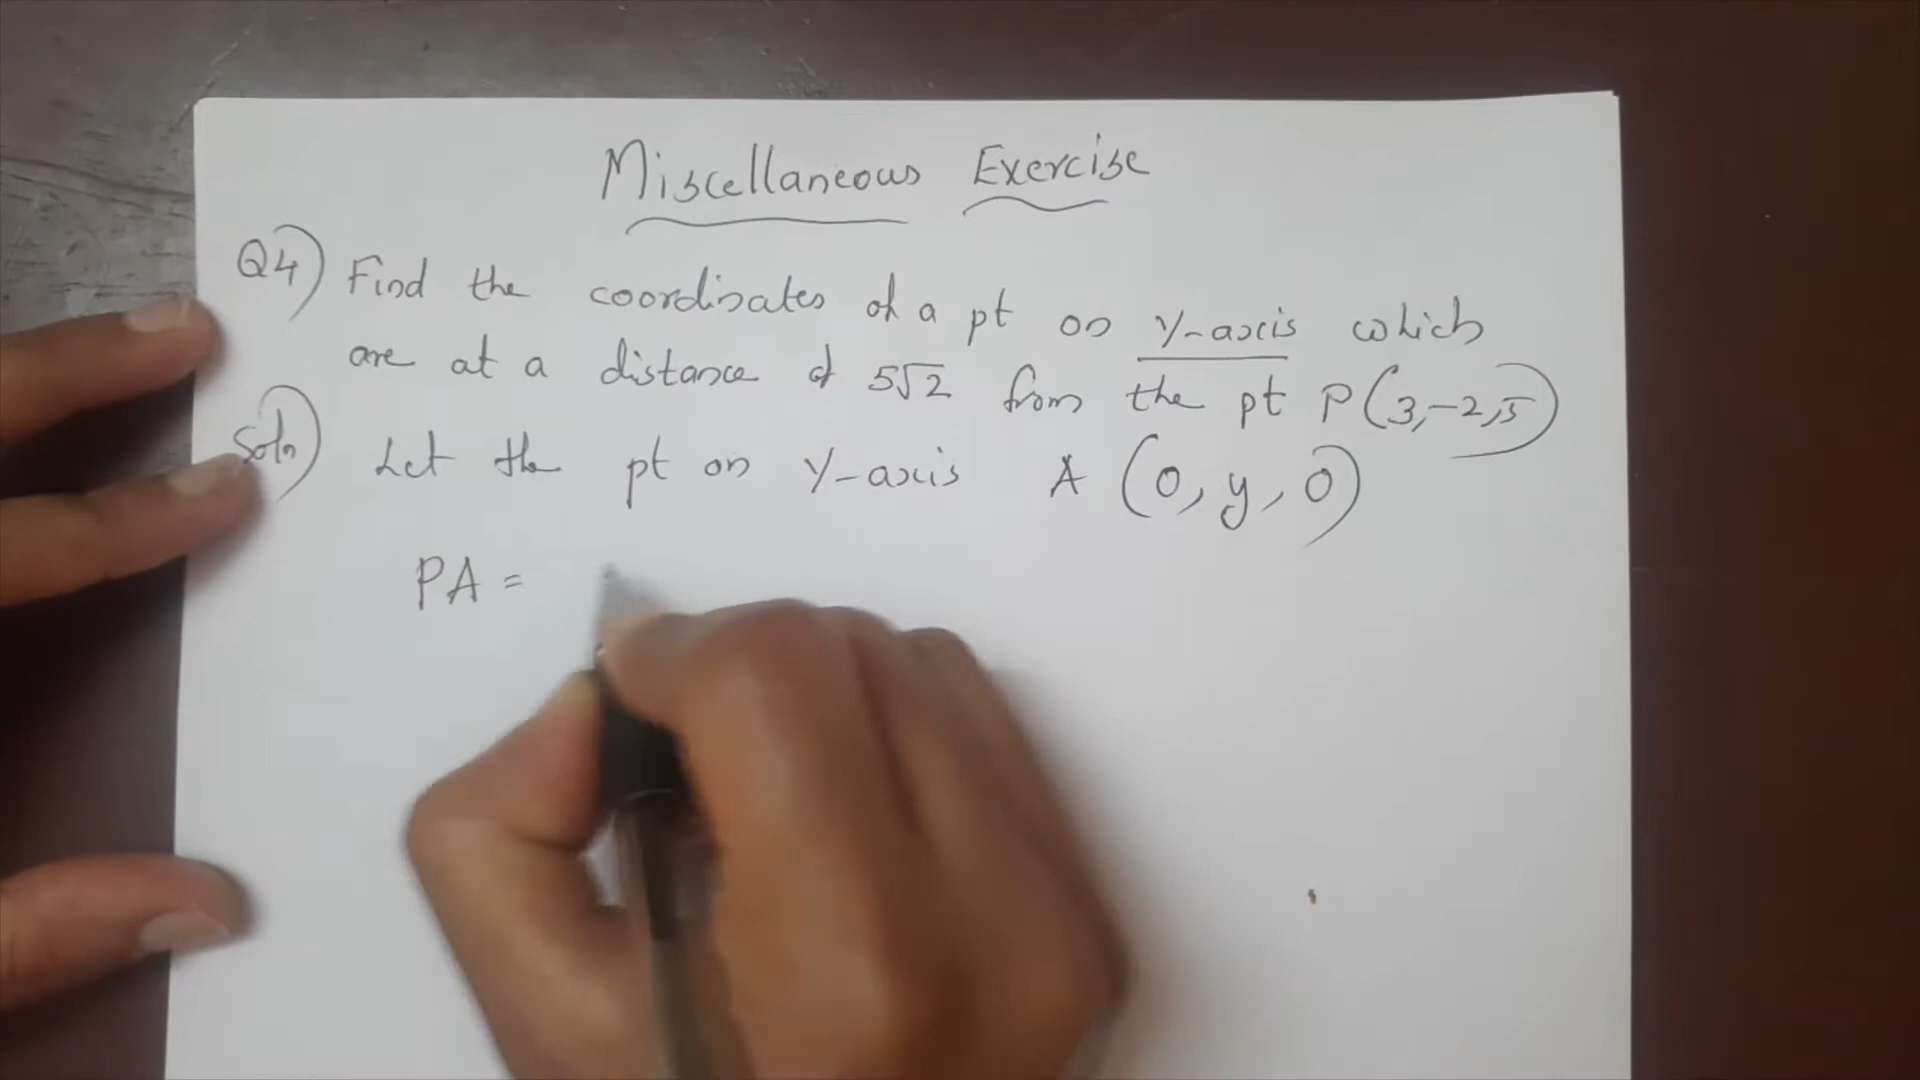 Miscellaneous Exercise
Q4) Find the coordinates of a pt on y-axis which
are at a distance of 5√2 from the pt P(3,-2,5)
Soln) Let the pt on y-axis A (0, y, 0)
PA =